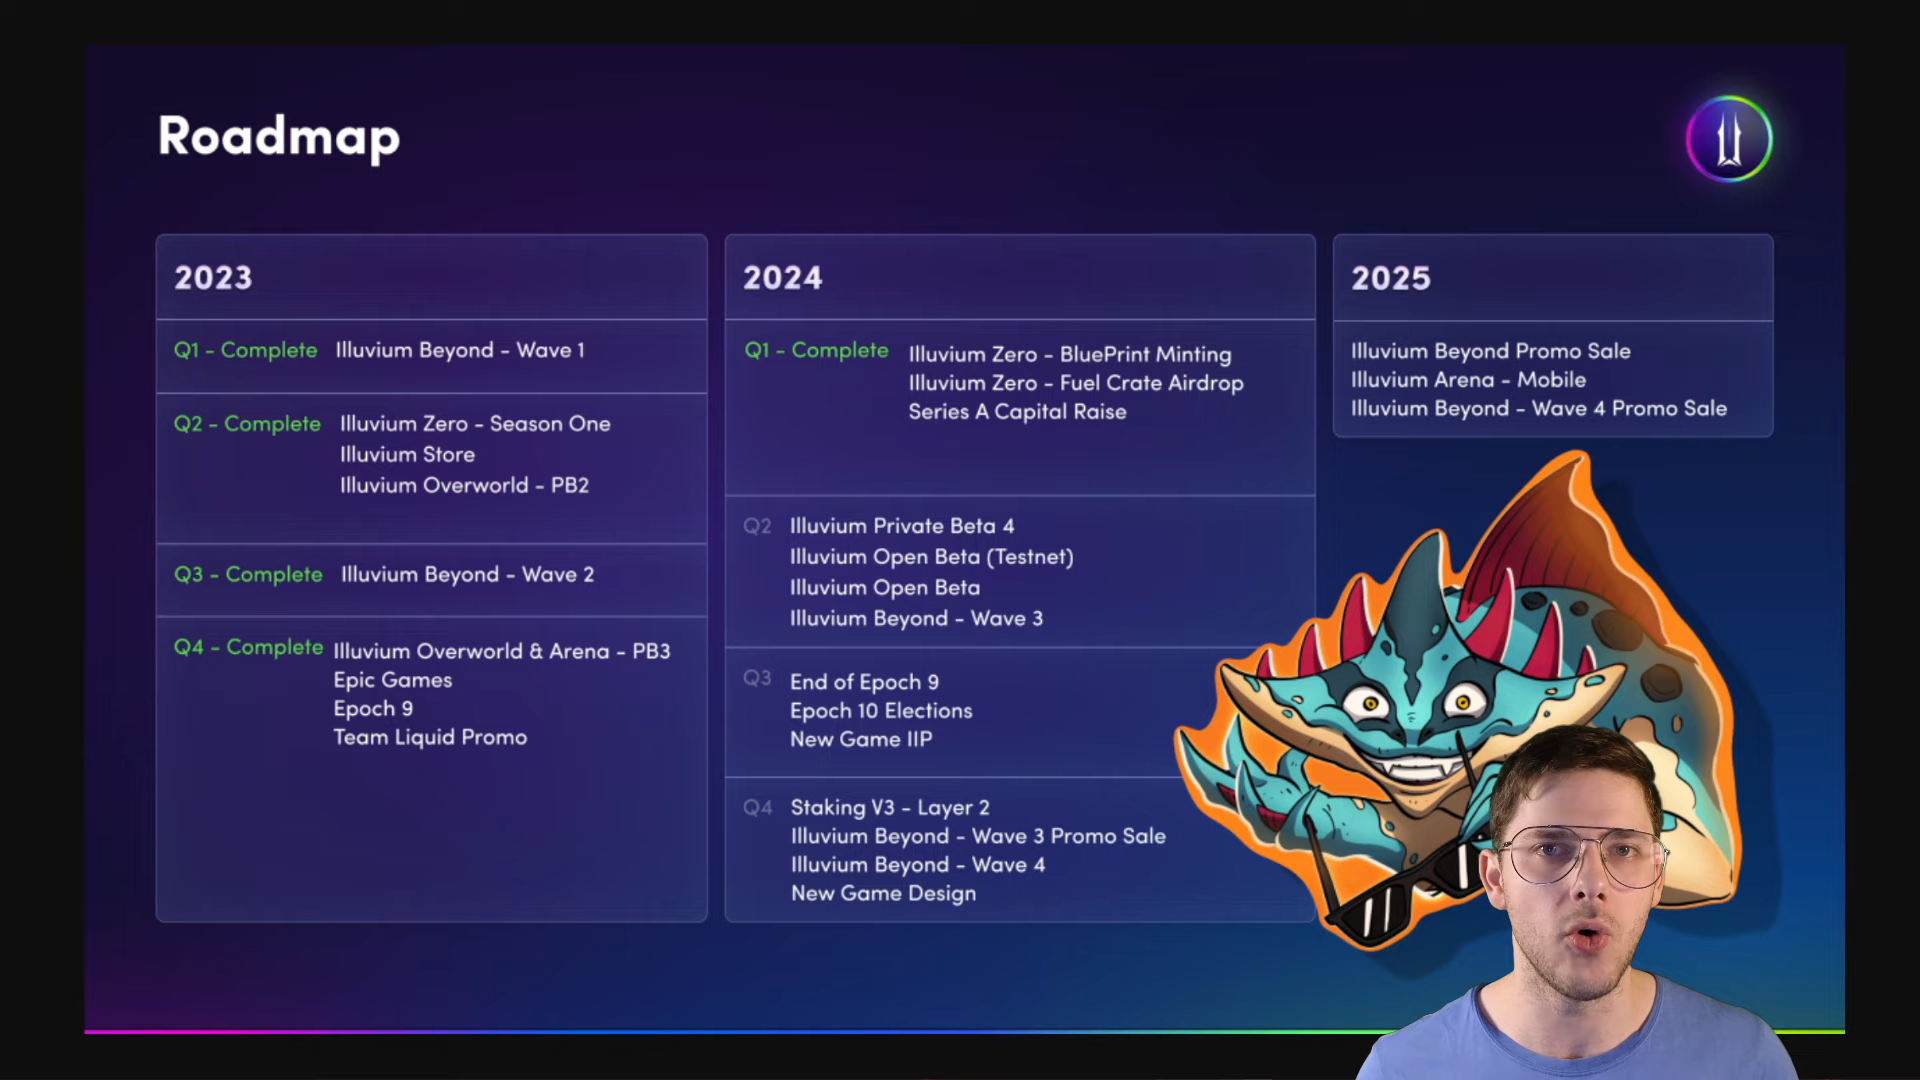 Roadmap
2023
Q1 - Complete Illuvium Beyond - Wave 1
Q2 - Complete Illuvium Zero - Season One
Illuvium Store
Illuvium Overworld - PB2
Q3 - Complete Illuvium Beyond - Wave 2
Q4 - Complete Illuvium Overworld & Arena - PB3
Epic Games
Epoch 9
Team Liquid Promo
2024
Q1 - Complete Illuvium Zero - BluePrint Minting
Illuvium Zero - Fuel Crate Airdrop
Series A Capital Raise
Q2 Illuvium Private Beta 4
Illuvium Open Beta (Testnet)
Illuvium Open Beta
Illuvium Beyond - Wave 3
Q3 End of Epoch 9
Epoch 10 Elections
New Game IIP
Q4 Staking V3 - Layer 2
Illuvium Beyond - Wave 3 Promo Sale
Illuvium Beyond - Wave 4
New Game Design
2025
Illuvium Beyond Promo Sale
Illuvium Arena - Mobile
Illuvium Beyond - Wave 4 Promo Sale